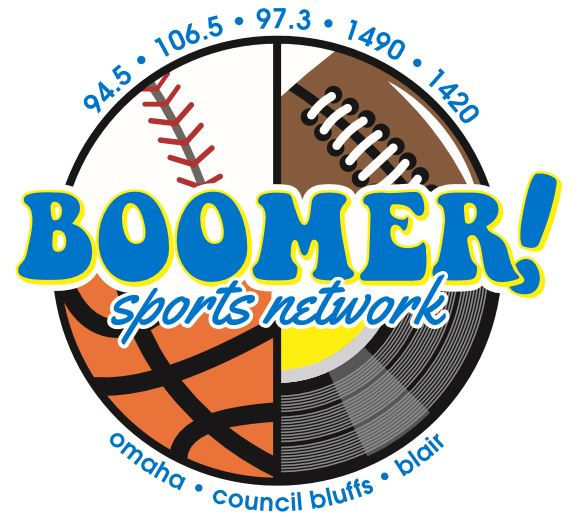 94.5 • 106.5 • 97.3 • 1490 • 1420
BOOMER!
sports network
omaha • council bluffs • blair